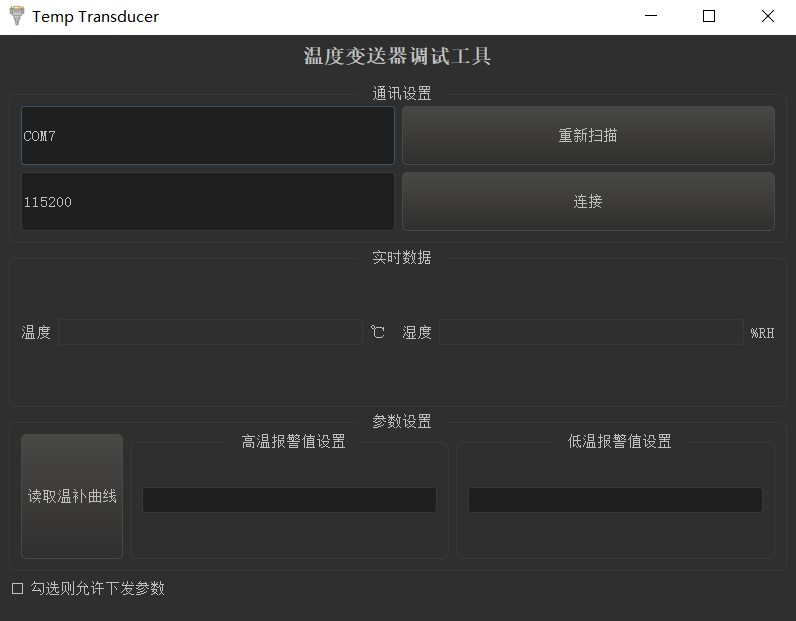 Temp Transducer
温度变送器调试工具
通讯设置
COM7
重新扫描
115200
连接
实时数据
温度
℃
湿度
%RH
参数设置
读取温补曲线
高温报警值设置
低温报警值设置
勾选则允许下发参数